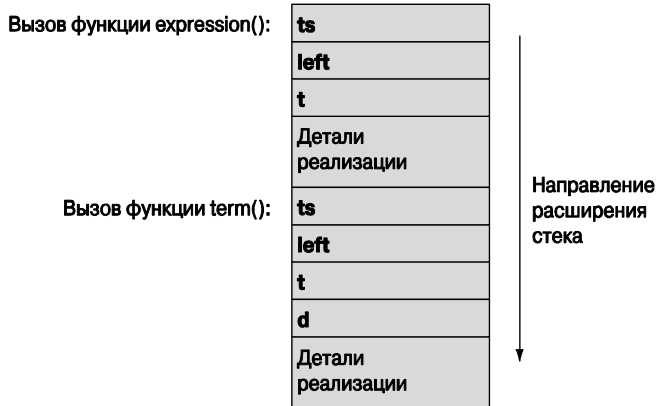 Вызов функции expression():
ts
left
t
Детали
реализации
Вызов функции term():
ts
left
t
d
Детали
реализации
Направление
расширения
стека